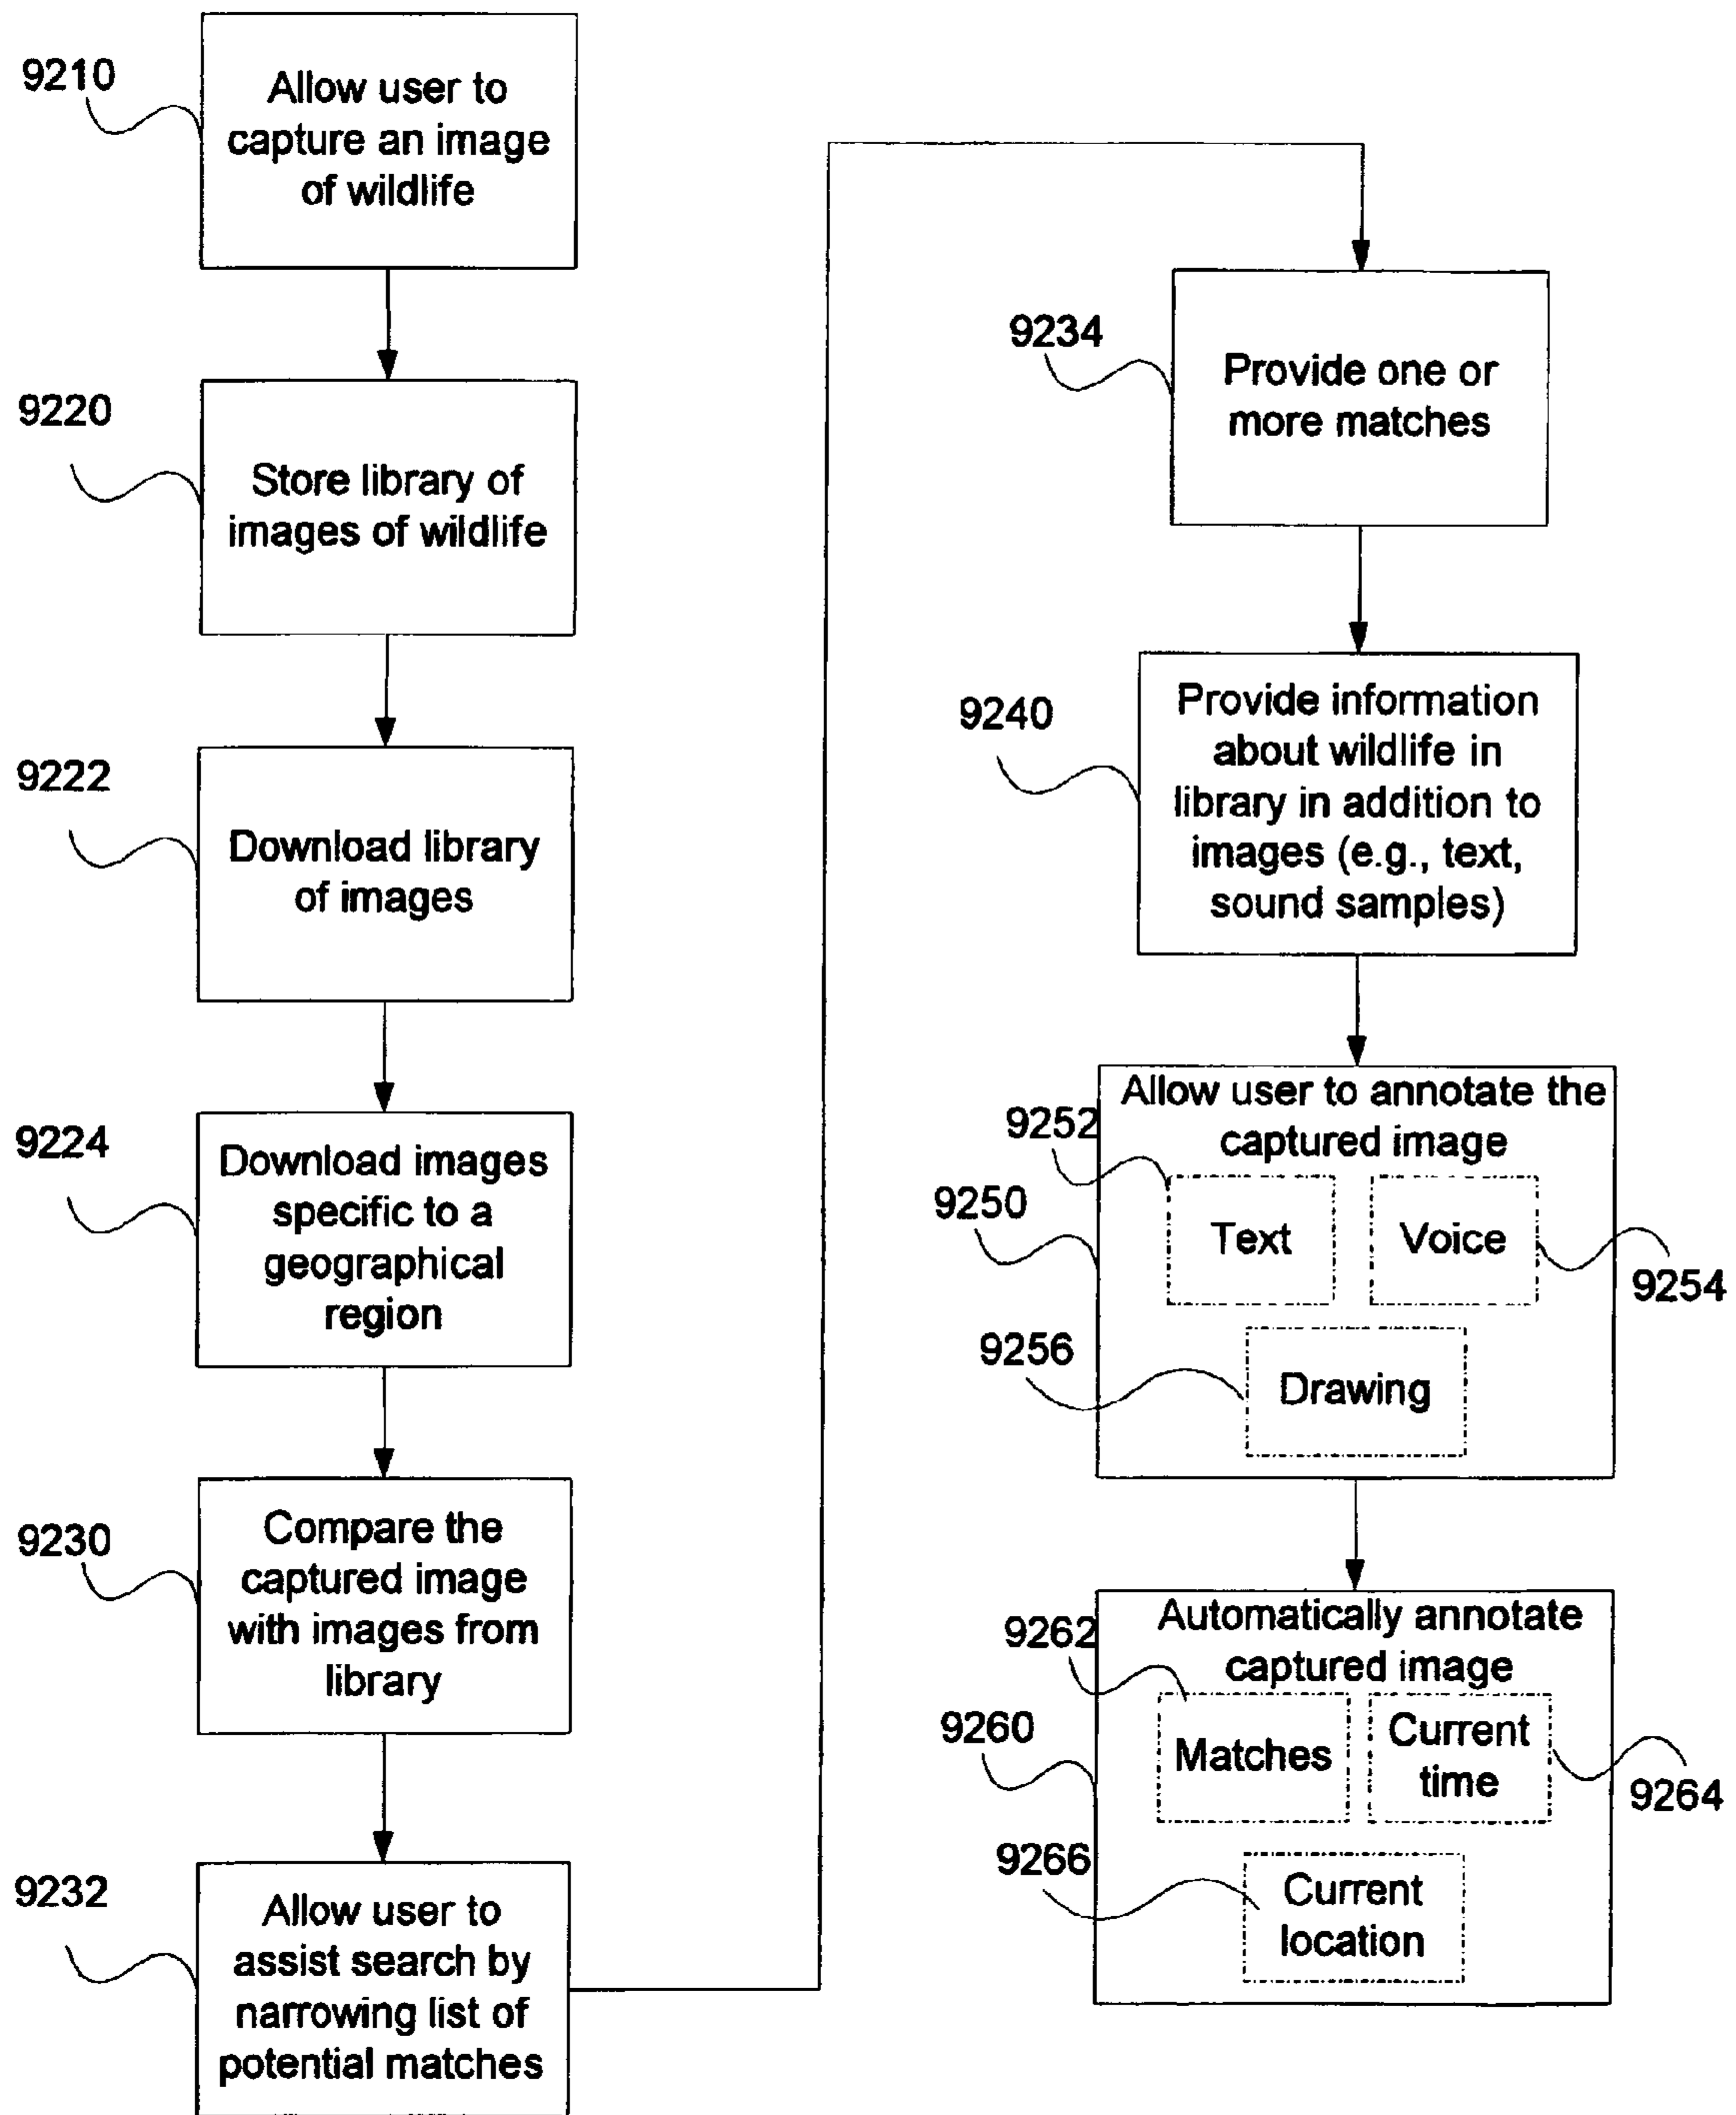 9210
Allow user to
capture an image
of wildlife
9220
Store library of
images of wildlife
9222
Download library
of images
9224
Download images
specific to a
geographical
region
9230
Compare the
captured image
with images from
library
9232
Allow user to
assist search by
narrowing list of
potential matches
9234
Provide one or
more matches
9240
Provide information
about wildlife in
library in addition to
images (e.g., text,
sound samples)
Allow user to annotate the
captured image
9252
9250
Text
Voice
9254
9256
Drawing
Automatically annotate
captured image
9262
9260
Matches
Current
time
9264
9266
Current
location